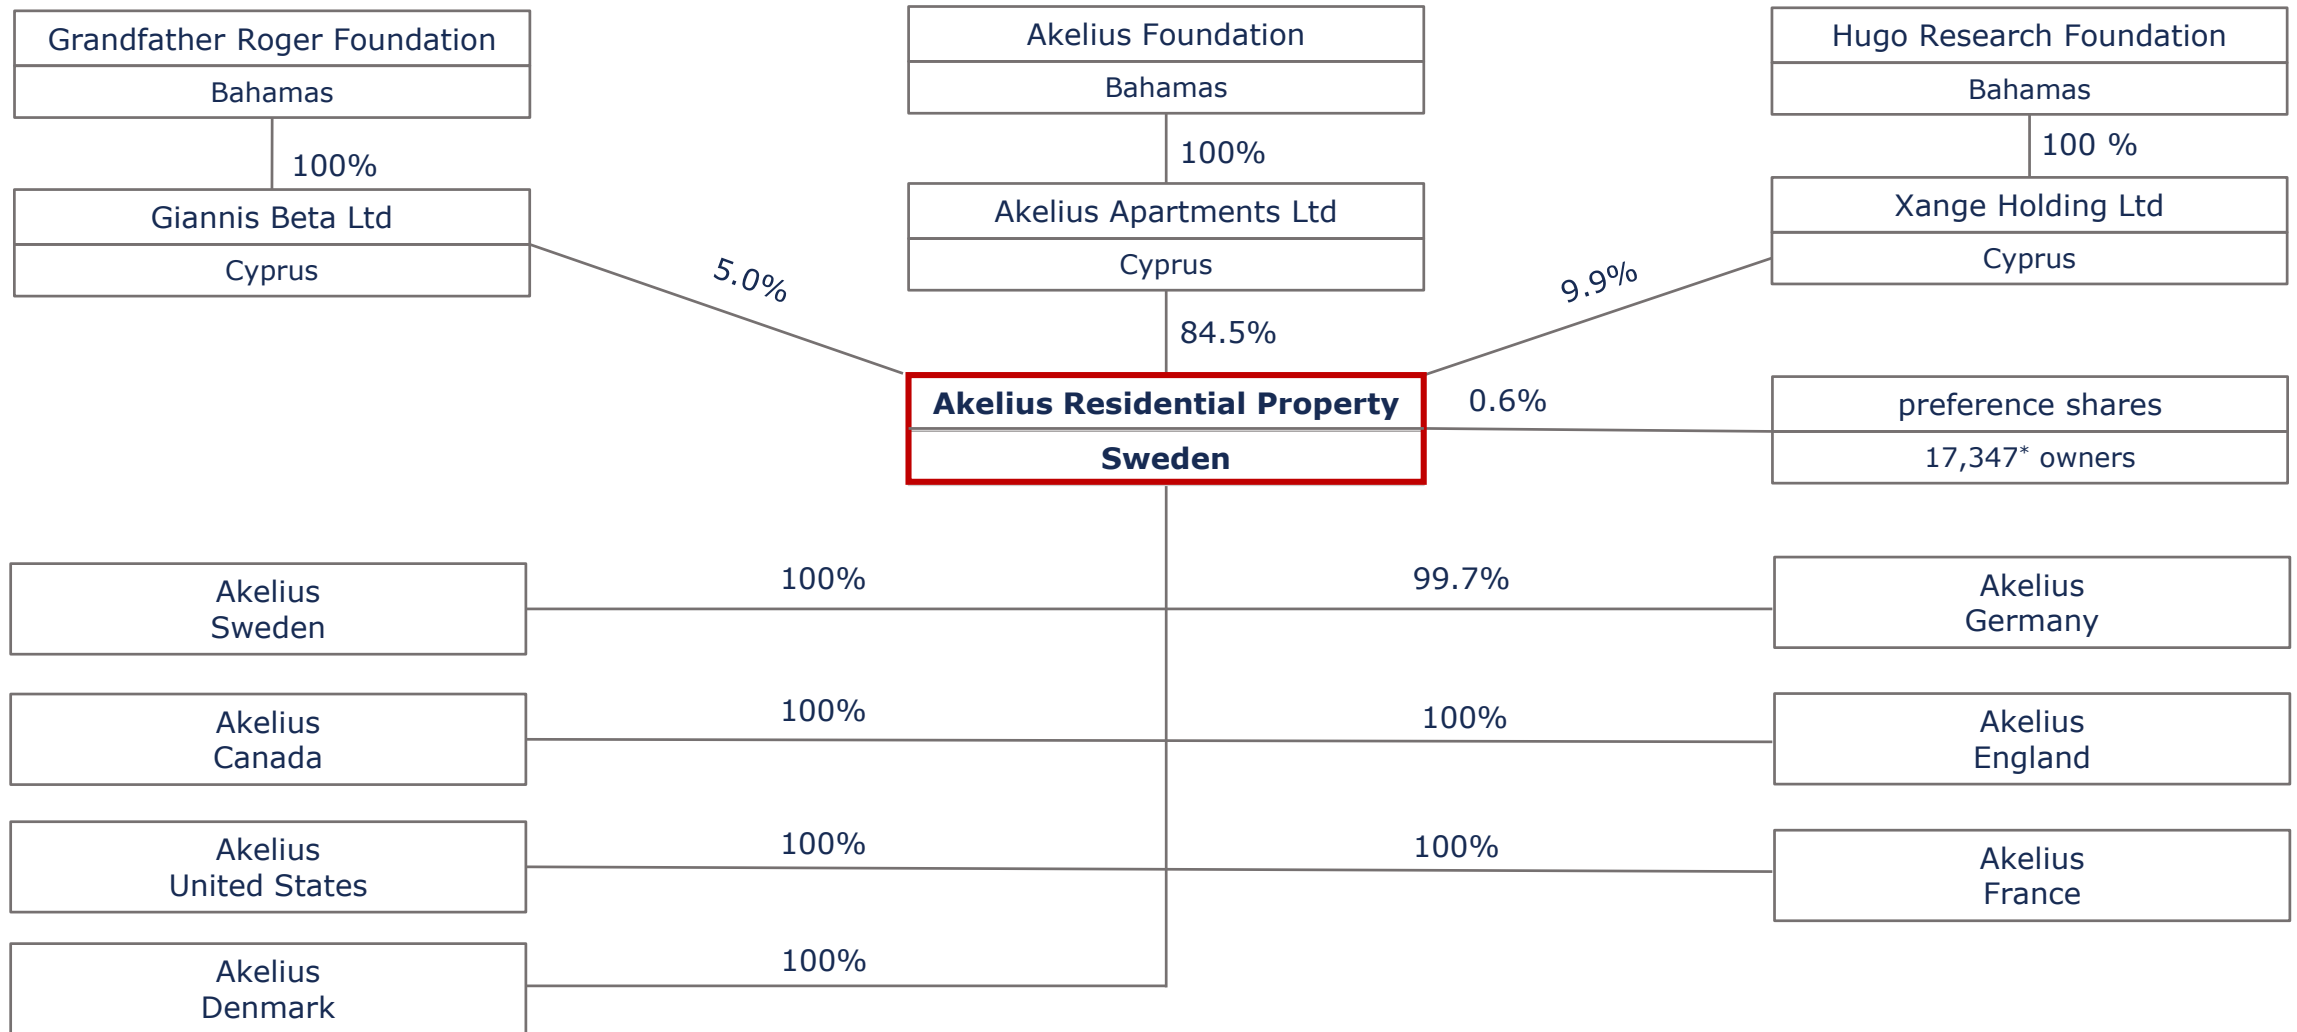 Grandfather Roger Foundation
Bahamas
Akelius Foundation
Bahamas
Hugo Research Foundation
Bahamas
100%
100%
100 %
Giannis Beta Ltd
Cyprus
Akelius Apartments Ltd
Cyprus
Xange Holding Ltd
Cyprus
5.0%
84.5%
9.9%
Akelius Residential Property
Sweden
0.6%
preference shares
17,347* owners
Akelius
Sweden
100%
99.7%
Akelius
Germany
Akelius
Canada
100%
100%
Akelius
England
Akelius
United States
100%
100%
Akelius
France
Akelius
Denmark
100%